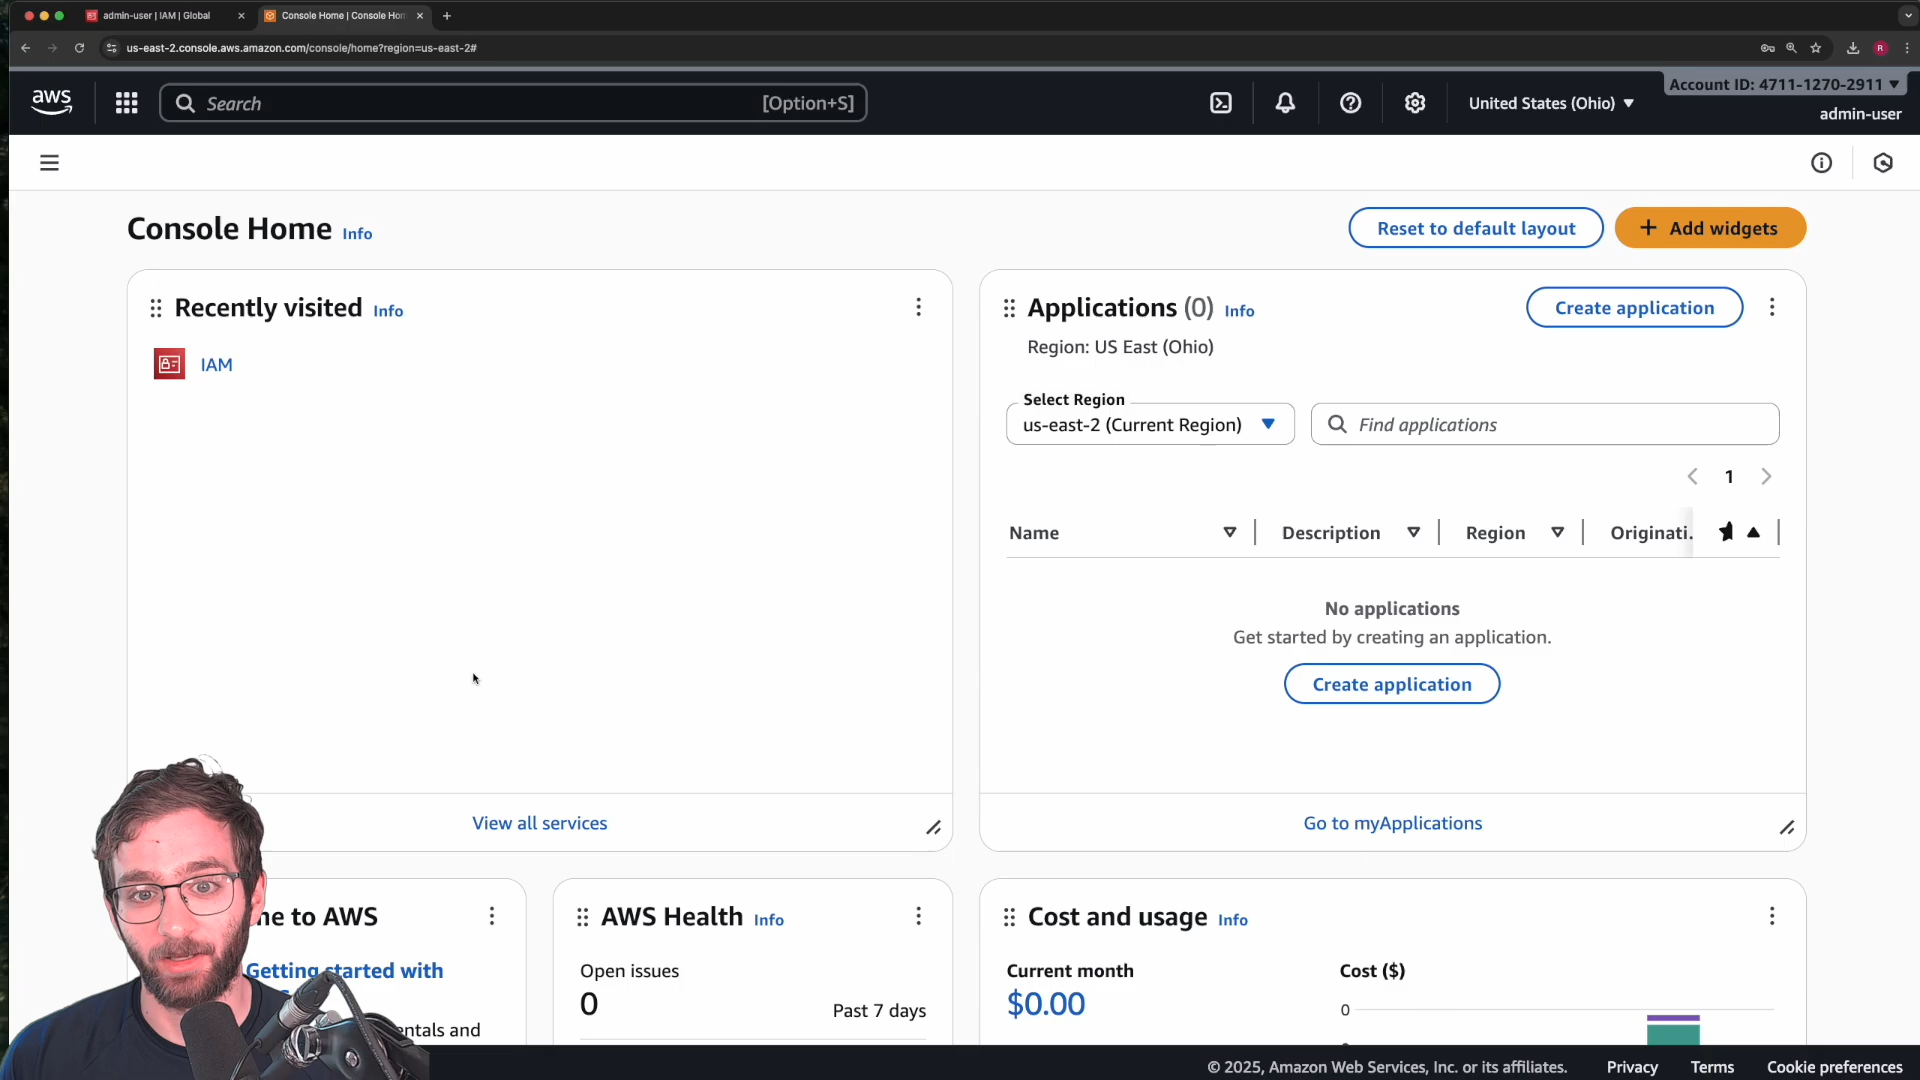 admin-user | IAM | Global
Console Home | Console Hom
us-east-2.console.aws.amazon.com/console/home?region=us-east-2#
R
aws
Search
[Option+S]
United States (Ohio)
Account ID: 4711-1270-2911
admin-user
Console Home Info
Reset to default layout
+ Add widgets
Recently visited Info
IAM
View all services
Applications (0) Info
Create application
Region: US East (Ohio)
Select Region
us-east-2 (Current Region)
Find applications
1
Name
Description
Region
Originati.
No applications
Get started by creating an application.
Create application
Go to myApplications
ne to AWS
Getting started with
entals and
AWS Health Info
Open issues
0
Past 7 days
Cost and usage Info
Current month
$0.00
Cost ($)
0
© 2025, Amazon Web Services, Inc. or its affiliates.
Privacy
Terms
Cookie preferences